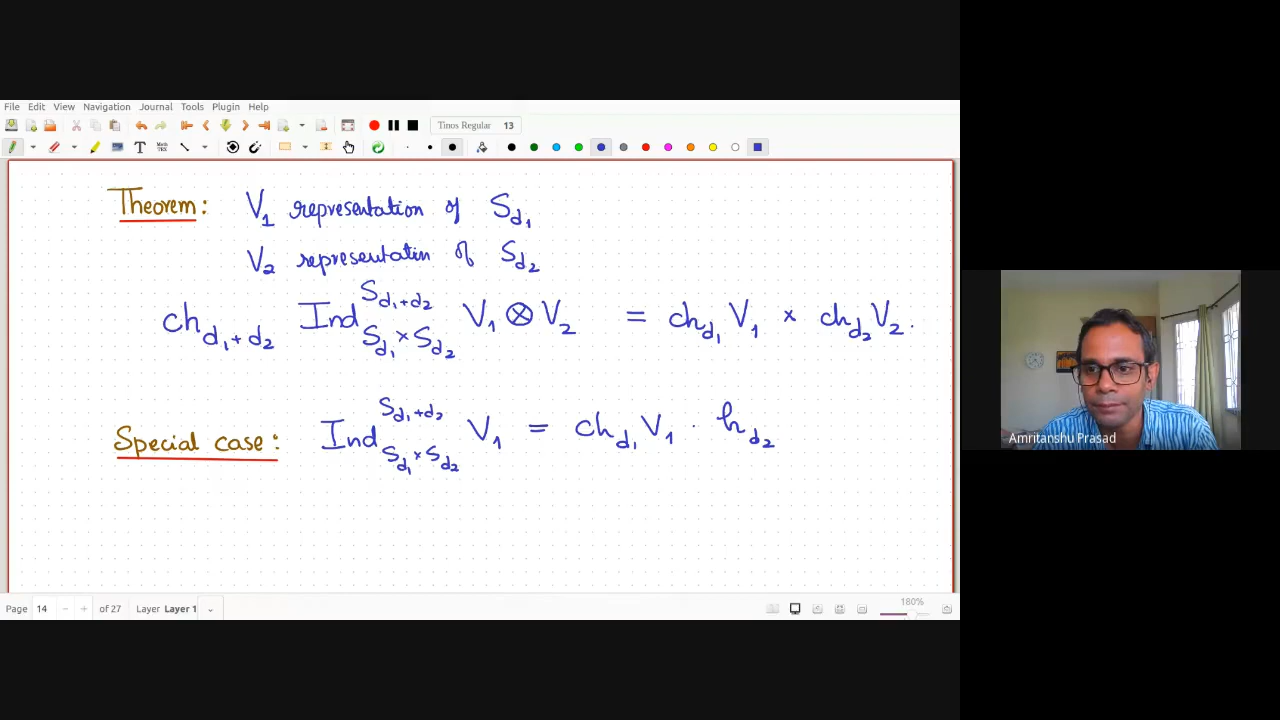 File Edit View Navigation Journal Tools Plugin Help
Tinos Regular 13
Theorem: V₁ representation of S_{d₁}
V₂ representatin of S_{d₂}
ch_{d₁+d₂} Ind_{S_{d₁}×S_{d₂}}^{S_{d₁+d₂}} V₁ ⊗ V₂ = ch_{d₁} V₁ × ch_{d₂} V₂.
Special case: Ind_{S_{d₁}×S_{d₂}}^{S_{d₁+d₂}} V₁ = ch_{d₁} V₁ · h_{d₂}
Amritanshu Prasad
Page 14 of 27 Layer Layer 1 180%